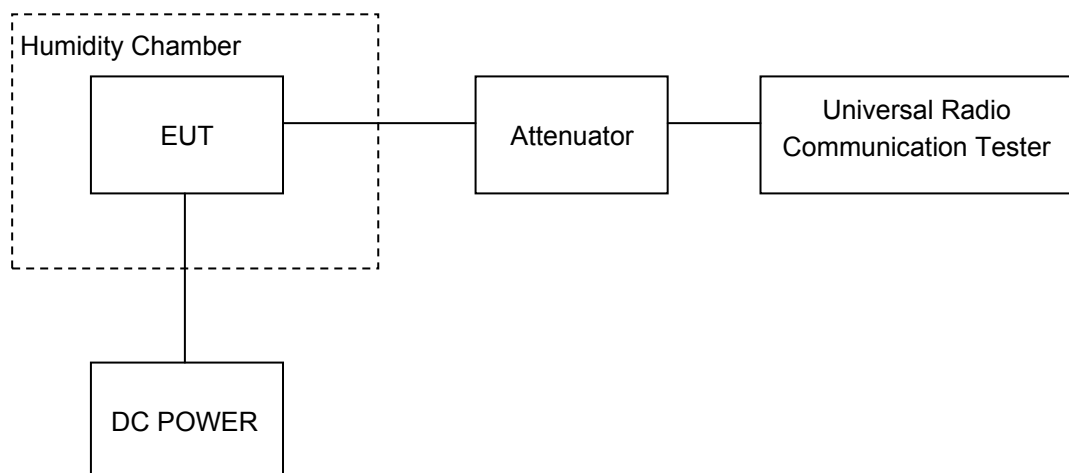 Humidity Chamber
EUT
Attenuator
Universal Radio
Communication Tester
DC POWER